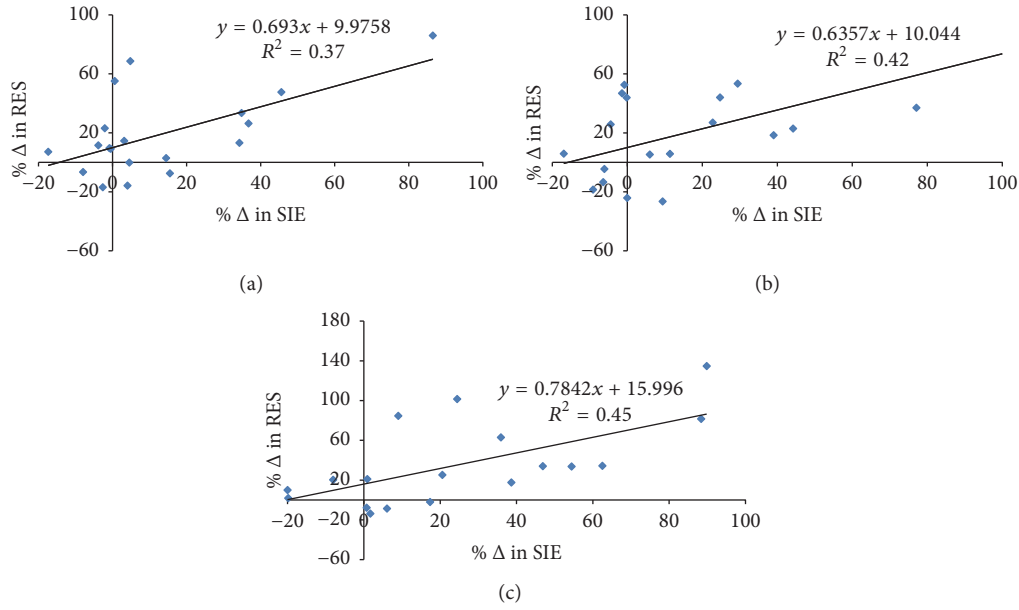 100
60
20
−20
−60
% Δ in RES
y = 0.693x + 9.9758
R² = 0.37
−20 0 20 40 60 80 100
% Δ in SIE
(a)
100
60
20
−20
−60
% Δ in RES
y = 0.6357x + 10.044
R² = 0.42
−20 0 20 40 60 80 100
% Δ in SIE
(b)
180
140
100
60
20
−20
−60
% Δ in RES
y = 0.7842x + 15.996
R² = 0.45
−20 0 20 40 60 80 100
% Δ in SIE
(c)